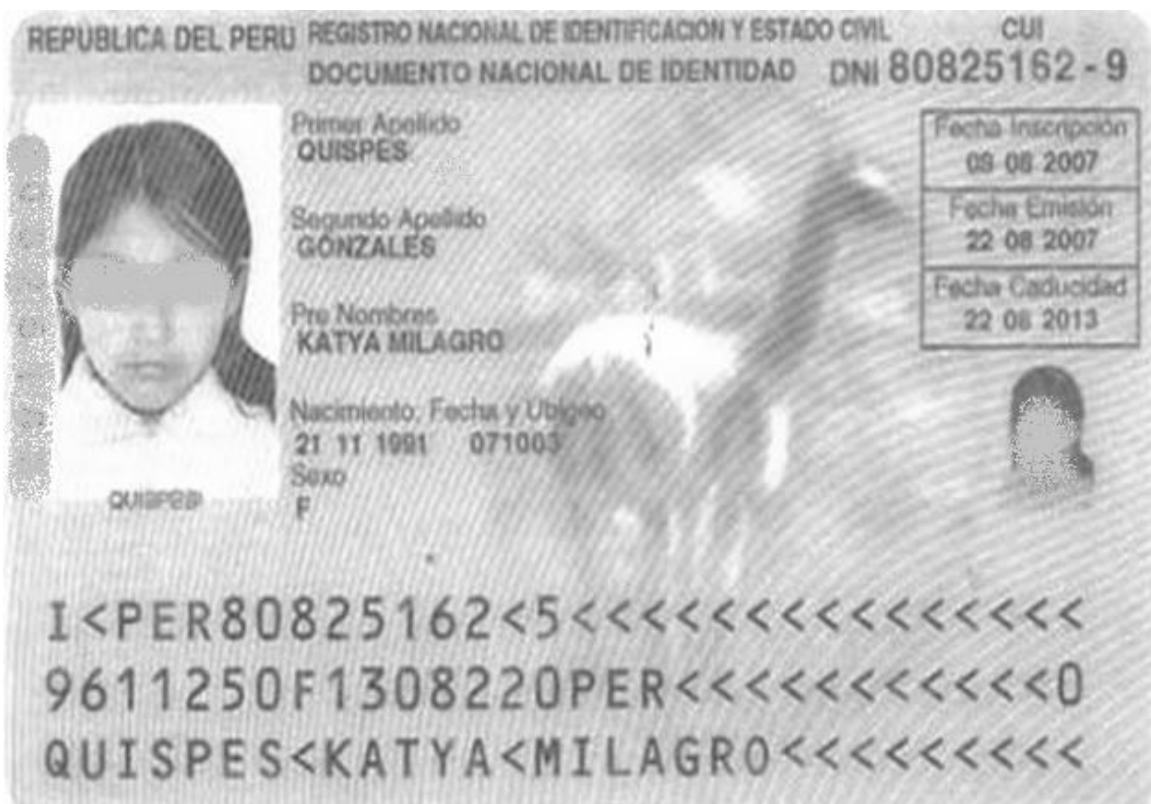 REPUBLICA DEL PERU
REGISTRO NACIONAL DE IDENTIFICACION Y ESTADO CIVIL
CUI
DOCUMENTO NACIONAL DE IDENTIDAD
DNI 80825162 - 9
Primer Apellido
QUISPES
Segundo Apellido
GONZALES
Pre Nombres
KATYA MILAGRO
Nacimiento: Fecha y Ubigeo
21 11 1991 071003
Sexo
F
Fecha Inscripción
09 08 2007
Fecha Emisión
22 08 2007
Fecha Caducidad
22 08 2013
I<PER80825162<5<<<<<<<<<<<<<<<
9611250F1308220PER<<<<<<<<<<<0
QUISPES<KATYA<MILAGRO<<<<<<<<<